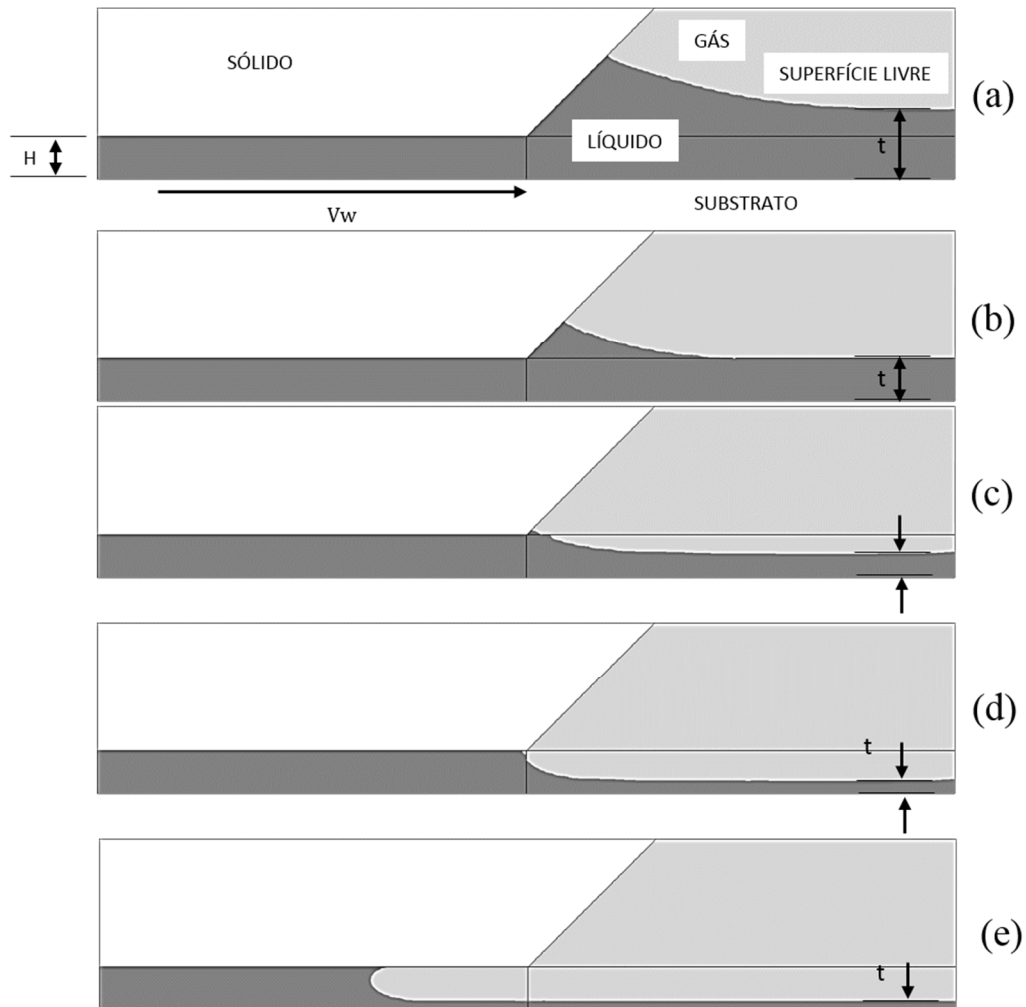 GÁS
SÓLIDO
SUPERFÍCIE LIVRE
(a)
LÍQUIDO
t
H
Vw
SUBSTRATO
(b)
t
(c)
(d)
t
(e)
t